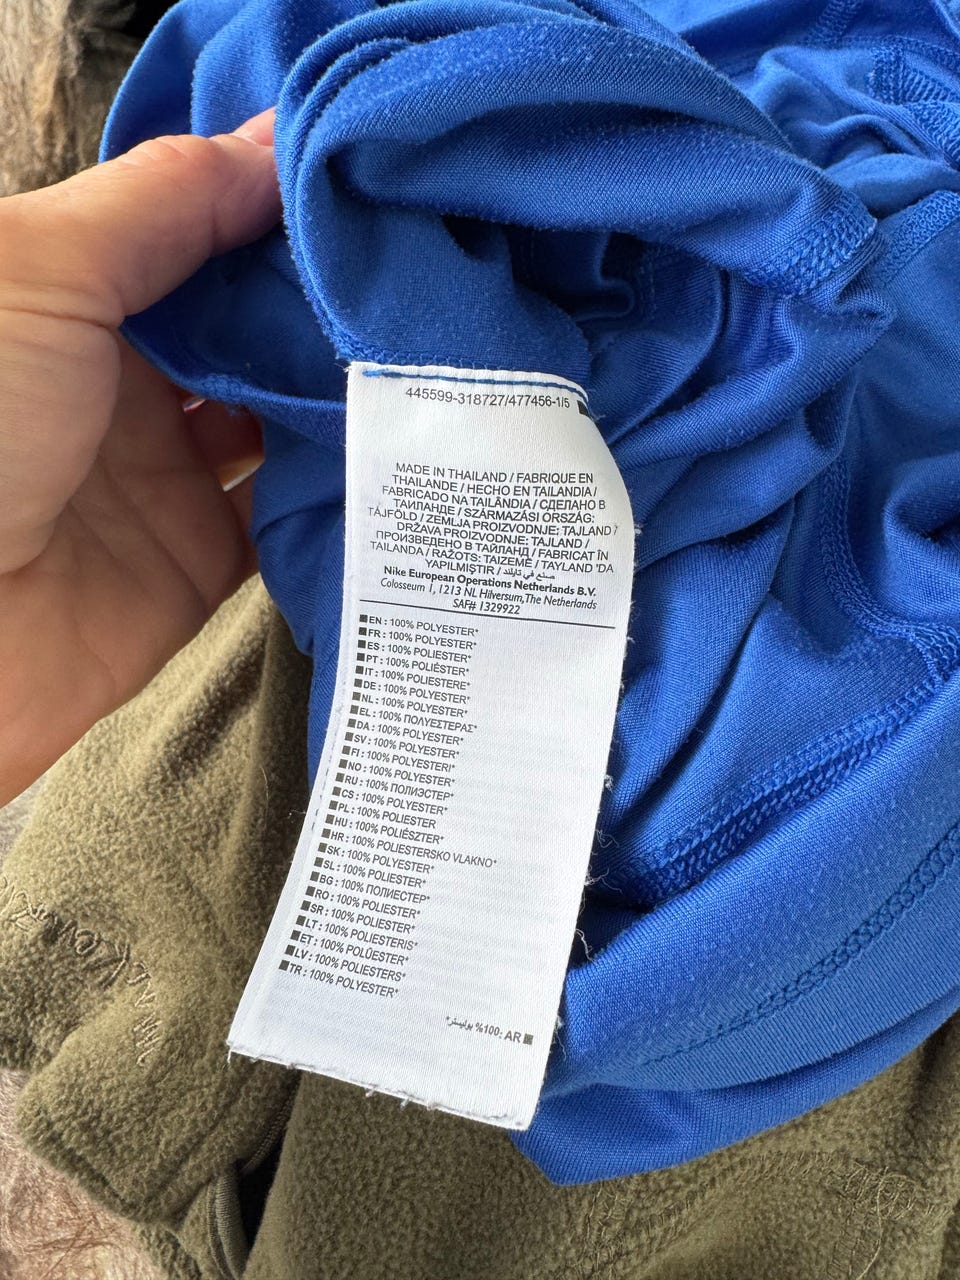 445599-318727/477456-1/5
MADE IN THAILAND / FABRIQUE EN
THAILANDE / HECHO EN TAILANDIA /
FABRICADO NA TAILÂNDIA / СДЕЛАНО В
ТАИЛАНДЕ / SZÁRMAZÁSI ORSZÁG:
TÁJFÖLD / ZEMLJA PROIZVODNJE: TAJLAND /
DRŽAVA PROIZVODNJE: TAJLAND /
ПРОИЗВЕДЕНО В ТАЙЛАНД / FABRICAT ÎN
TAILANDA / RAŽOTS: TAIZEMĒ / TAYLAND 'DA
YAPILMIŞTIR / صنع في تايلند
Nike European Operations Netherlands B.V.
Colosseum 1, 1213 NL Hilversum, The Netherlands
SAF# 1329922
EN : 100% POLYESTER*
FR : 100% POLYESTER*
ES : 100% POLIESTER*
PT : 100% POLIÉSTER*
IT : 100% POLIESTERE*
DE : 100% POLYESTER*
NL : 100% POLYESTER*
EL : 100% ΠΟΛΥΕΣΤΕΡΑΣ*
DA : 100% POLYESTER*
SV : 100% POLYESTER*
FI : 100% POLYESTERI*
NO : 100% POLYESTER*
RU : 100% ПОЛИЭСТЕР*
CS : 100% POLYESTER*
PL : 100% POLIESTER
HU : 100% POLIÉSZTER*
HR : 100% POLIESTERSKO VLAKNO*
SK : 100% POLYESTER*
SL : 100% POLIESTER*
BG : 100% ПОЛИЕСТЕР*
RO : 100% POLIESTER*
SR : 100% POLIESTER*
LT : 100% POLIESTERIS*
ET : 100% POLÜESTER*
LV : 100% POLIESTERS*
TR : 100% POLYESTER*
AR :100% بوليستر*